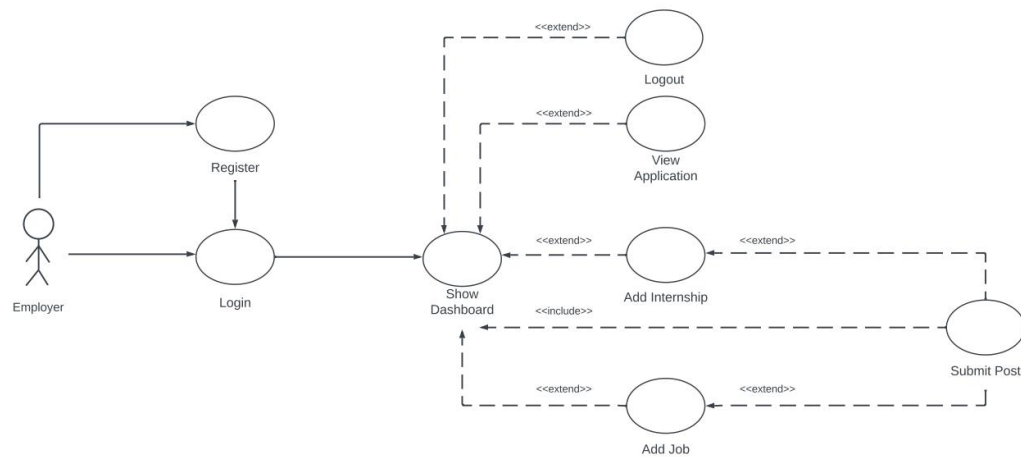 <<extend>>
Logout
<<extend>>
View
Application
Register
Employer
Login
Show
Dashboard
<<extend>>
Add Internship
<<extend>>
<<include>>
Submit Post
<<extend>>
Add Job
<<extend>>